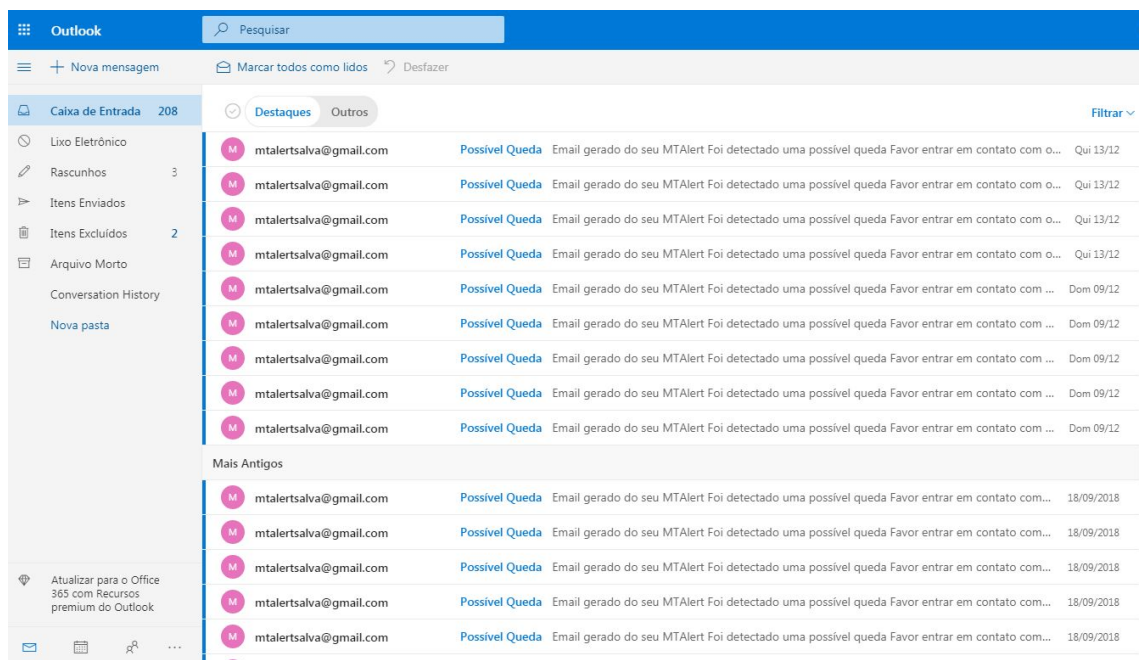 Outlook
Pesquisar
Nova mensagem
Marcar todos como lidos Desfazer
Caixa de Entrada 208
Lixo Eletrônico
Rascunhos 3
Itens Enviados
Itens Excluídos 2
Arquivo Morto
Conversation History
Nova pasta
Atualizar para o Office
365 com Recursos
premium do Outlook
Destaques Outros
Filtrar
M mtalertsalva@gmail.com Possível Queda Email gerado do seu MTAlert Foi detectado uma possível queda Favor entrar em contato com o... Qui 13/12
M mtalertsalva@gmail.com Possível Queda Email gerado do seu MTAlert Foi detectado uma possível queda Favor entrar em contato com o... Qui 13/12
M mtalertsalva@gmail.com Possível Queda Email gerado do seu MTAlert Foi detectado uma possível queda Favor entrar em contato com o... Qui 13/12
M mtalertsalva@gmail.com Possível Queda Email gerado do seu MTAlert Foi detectado uma possível queda Favor entrar em contato com o... Qui 13/12
M mtalertsalva@gmail.com Possível Queda Email gerado do seu MTAlert Foi detectado uma possível queda Favor entrar em contato com ... Dom 09/12
M mtalertsalva@gmail.com Possível Queda Email gerado do seu MTAlert Foi detectado uma possível queda Favor entrar em contato com ... Dom 09/12
M mtalertsalva@gmail.com Possível Queda Email gerado do seu MTAlert Foi detectado uma possível queda Favor entrar em contato com ... Dom 09/12
M mtalertsalva@gmail.com Possível Queda Email gerado do seu MTAlert Foi detectado uma possível queda Favor entrar em contato com ... Dom 09/12
M mtalertsalva@gmail.com Possível Queda Email gerado do seu MTAlert Foi detectado uma possível queda Favor entrar em contato com ... Dom 09/12
Mais Antigos
M mtalertsalva@gmail.com Possível Queda Email gerado do seu MTAlert Foi detectado uma possível queda Favor entrar em contato com... 18/09/2018
M mtalertsalva@gmail.com Possível Queda Email gerado do seu MTAlert Foi detectado uma possível queda Favor entrar em contato com... 18/09/2018
M mtalertsalva@gmail.com Possível Queda Email gerado do seu MTAlert Foi detectado uma possível queda Favor entrar em contato com... 18/09/2018
M mtalertsalva@gmail.com Possível Queda Email gerado do seu MTAlert Foi detectado uma possível queda Favor entrar em contato com... 18/09/2018
M mtalertsalva@gmail.com Possível Queda Email gerado do seu MTAlert Foi detectado uma possível queda Favor entrar em contato com... 18/09/2018